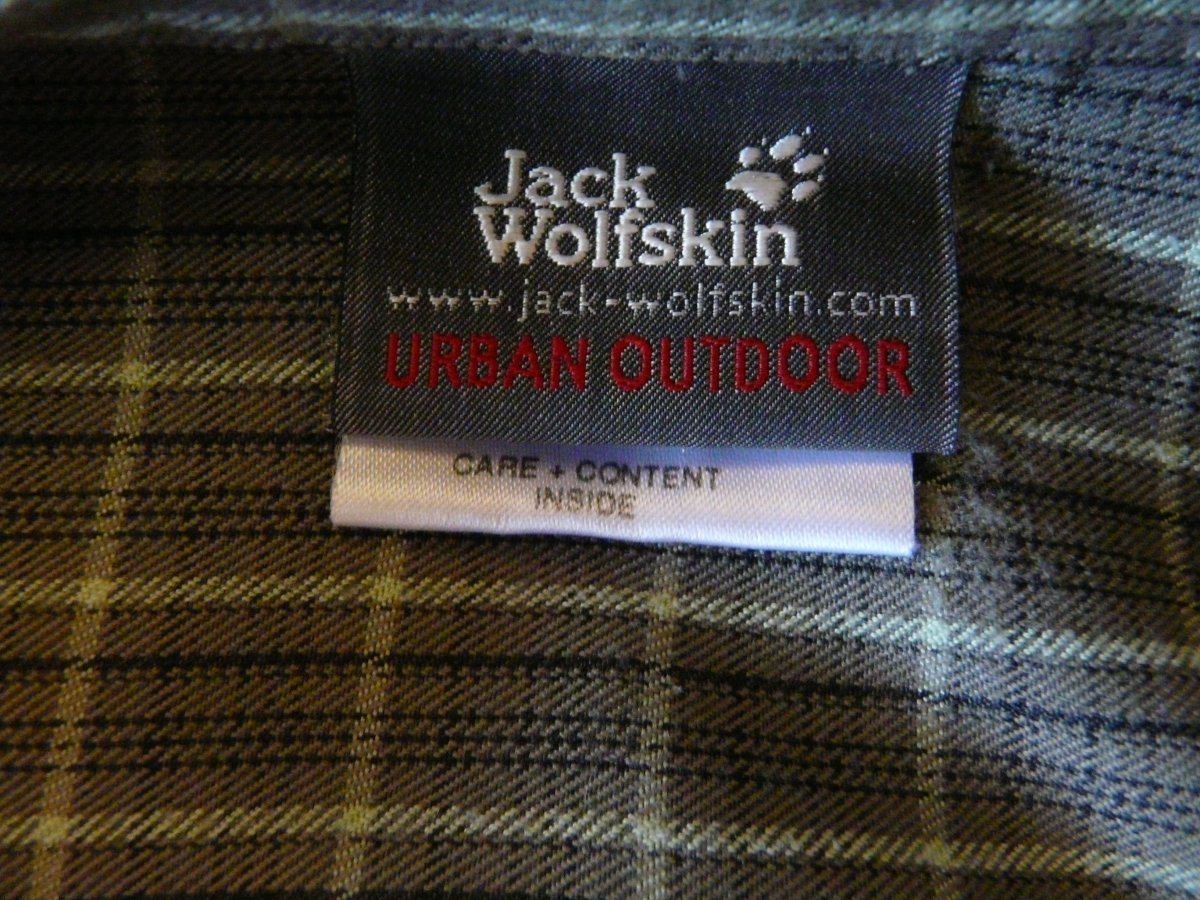 Jack
Wolfskin
www.jack-wolfskin.com
URBAN OUTDOOR
CARE + CONTENT
INSIDE